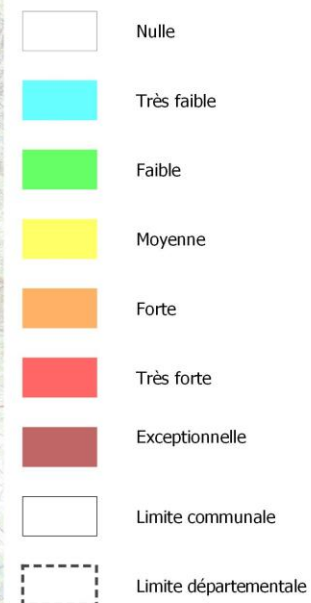 Nulle
Très faible
Faible
Moyenne
Forte
Très forte
Exceptionnelle
Limite communale
Limite départementale